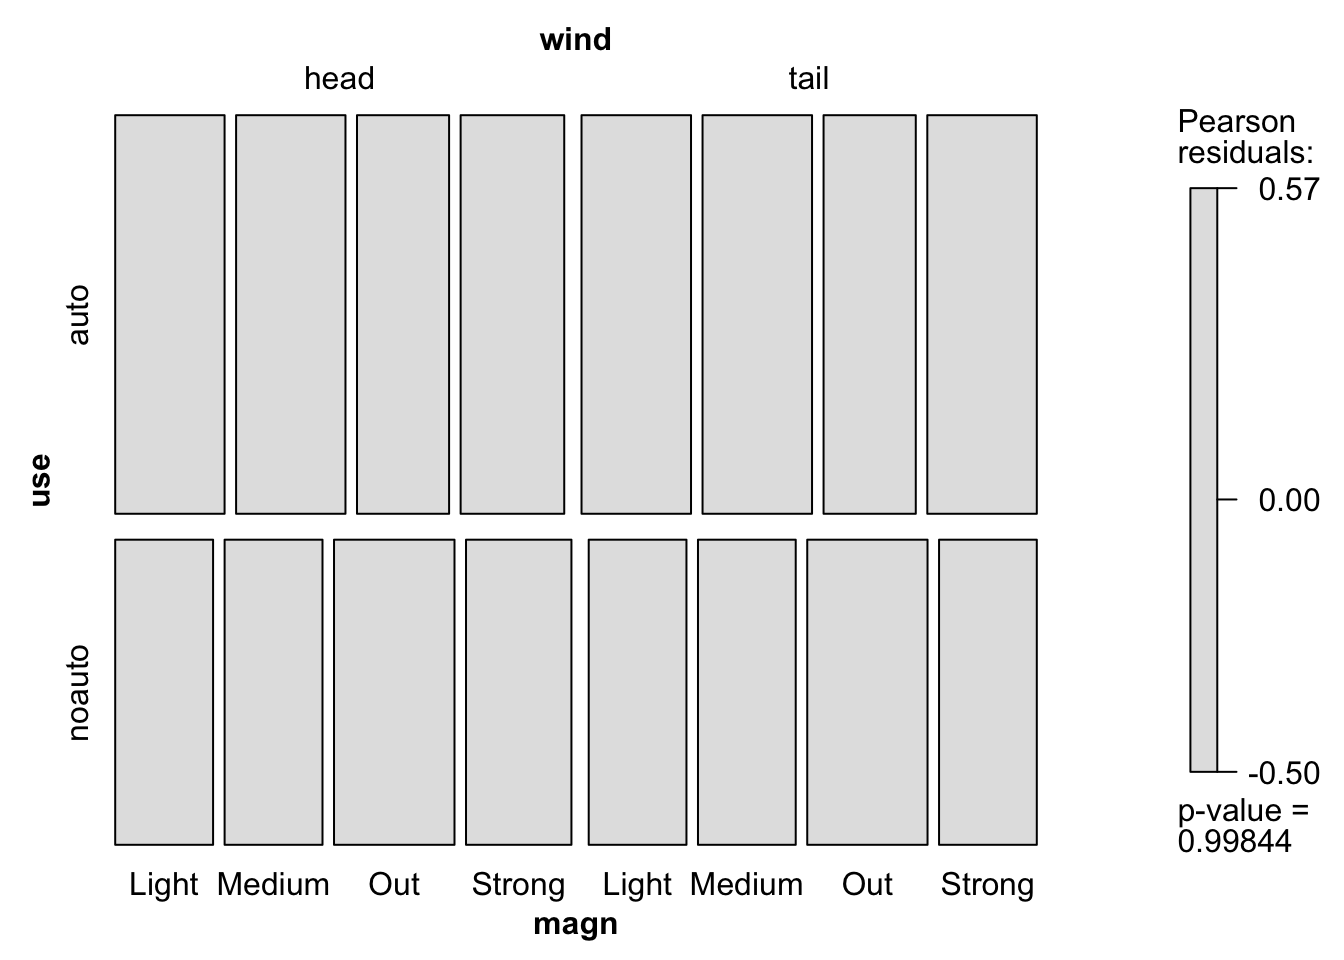 wind
head tail
Pearson
residuals:
0.57
auto
use
0.00
noauto
-0.50
p-value =
0.99844
Light Medium Out Strong Light Medium Out Strong
magn